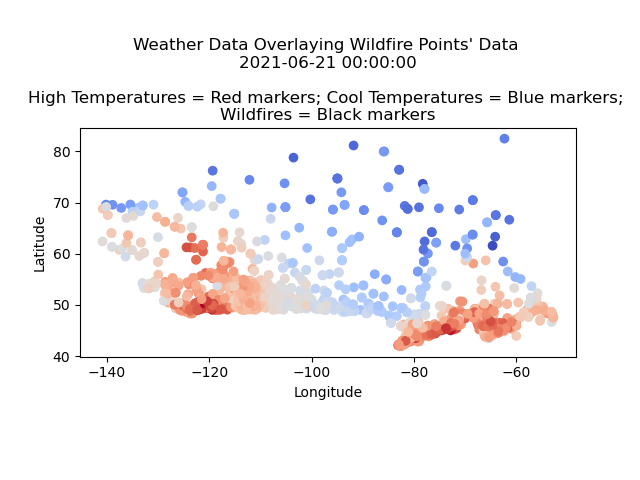 Weather Data Overlaying Wildfire Points' Data
2021-06-21 00:00:00
High Temperatures = Red markers; Cool Temperatures = Blue markers;
Wildfires = Black markers
80
70
60
50
40
Latitude
−140 −120 −100 −80 −60
Longitude